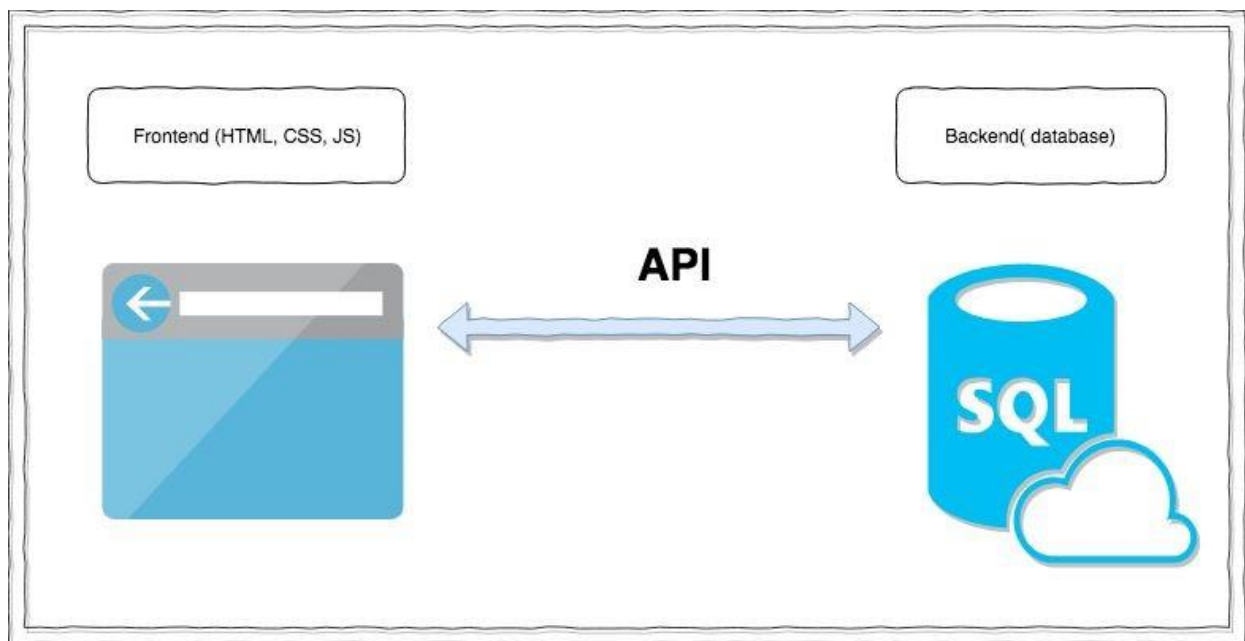 Frontend (HTML, CSS, JS)
Backend( database)
API
SQL